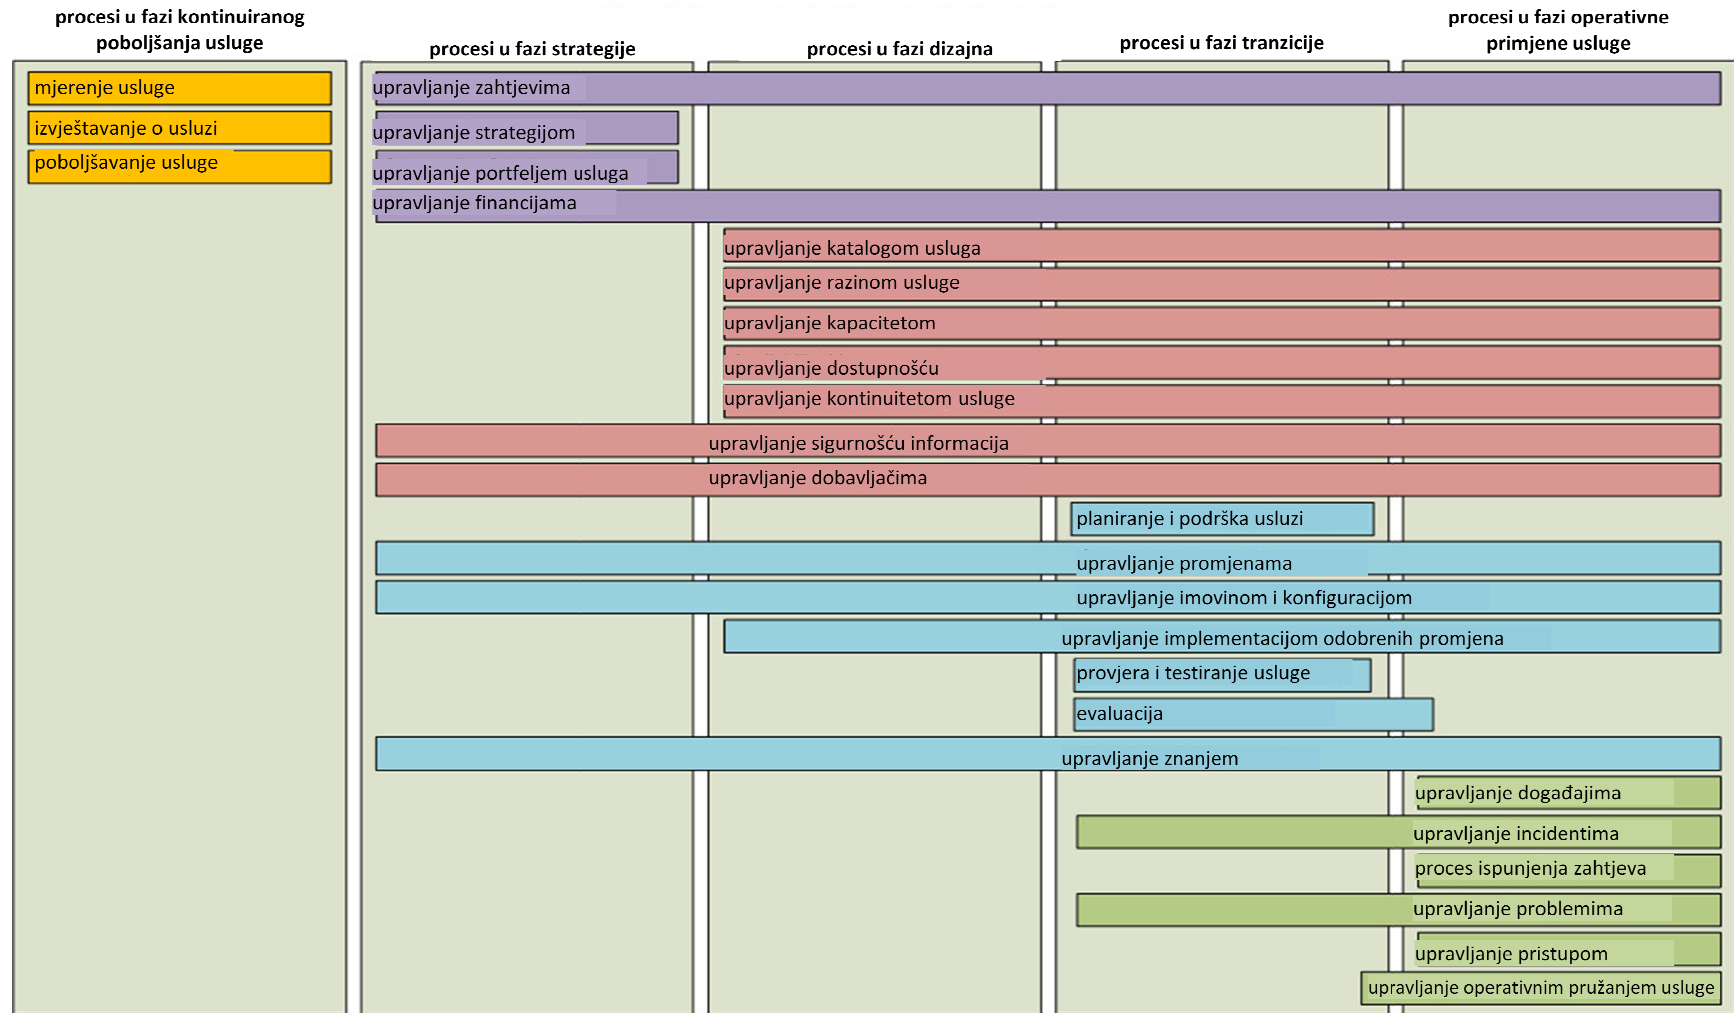 procesi u fazi kontinuiranog
poboljšanja usluge
procesi u fazi strategije
procesi u fazi dizajna
procesi u fazi tranzicije
procesi u fazi operativne
primjene usluge
mjerenje usluge
izvještavanje o usluzi
poboljšavanje usluge
upravljanje zahtjevima
upravljanje strategijom
upravljanje portfeljem usluga
upravljanje financijama
upravljanje katalogom usluga
upravljanje razinom usluge
upravljanje kapacitetom
upravljanje dostupnošću
upravljanje kontinuitetom usluge
upravljanje sigurnošću informacija
upravljanje dobavljačima
planiranje i podrška usluzi
upravljanje promjenama
upravljanje imovinom i konfiguracijom
upravljanje implementacijom odobrenih promjena
provjera i testiranje usluge
evaluacija
upravljanje znanjem
upravljanje događajima
upravljanje incidentima
proces ispunjenja zahtjeva
upravljanje problemima
upravljanje pristupom
upravljanje operativnim pružanjem usluge